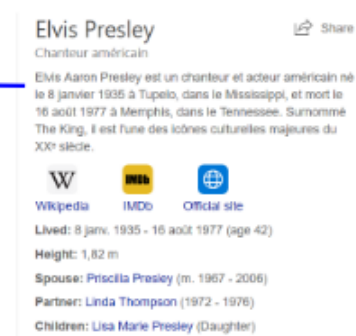 Elvis Presley
Share
Chanteur américain
Elvis Aaron Presley est un chanteur et acteur américain né
le 8 janvier 1935 à Tupelo, dans le Mississippi, et mort le
16 août 1977 à Memphis, dans le Tennessee. Surnommé
The King, il est l'une des icônes culturelles majeures du
XXᵉ siècle.
W
IMDb
Wikipedia
IMDb
Official site
Lived: 8 janv. 1935 - 16 août 1977 (age 42)
Height: 1,82 m
Spouse: Priscilla Presley (m. 1967 - 2006)
Partner: Linda Thompson (1972 - 1976)
Children: Lisa Marie Presley (Daughter)